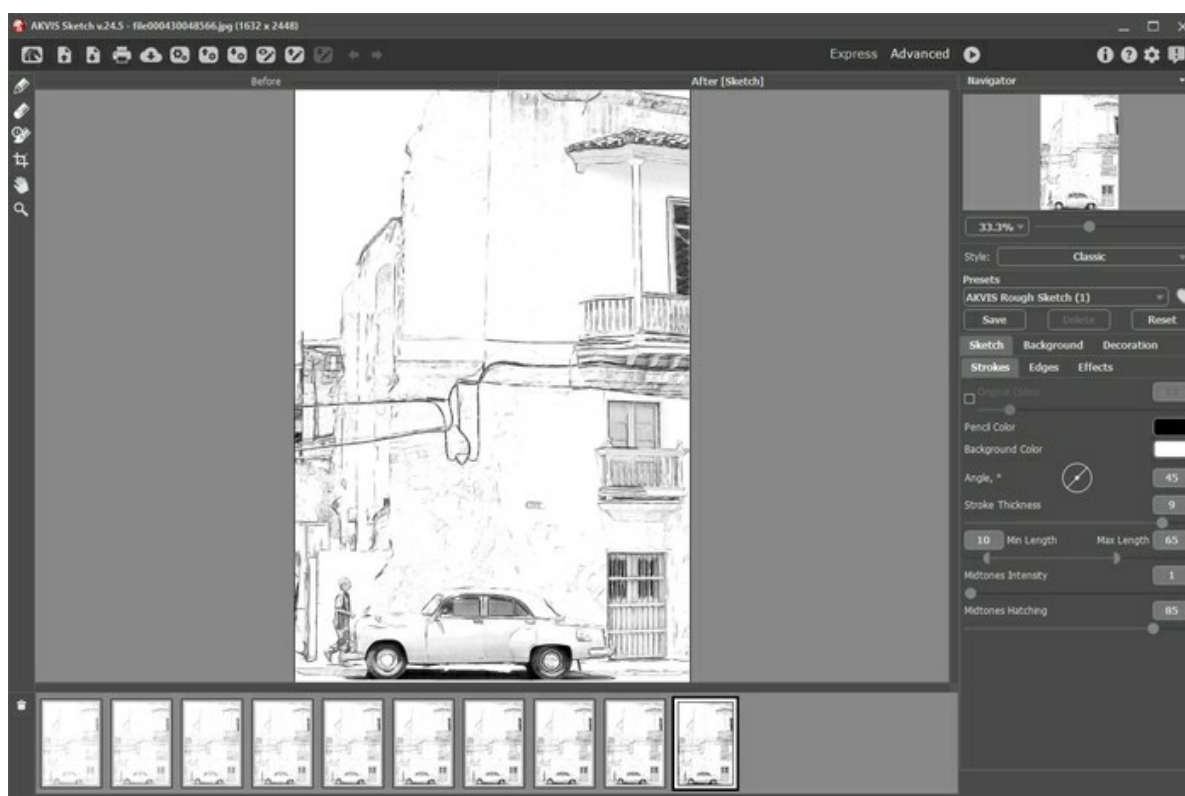 AKVIS Sketch v.24.5 - file000430048566.jpg (1632 x 2448)
Express Advanced
Before
After [Sketch]
Navigator
33.3%
Style: Classic
Presets
AKVIS Rough Sketch (1)
Save Delete Reset
Sketch Background Decoration
Strokes Edges Effects
Original Colors
Pencil Color
Background Color
Angle, ° 45
Stroke Thickness 9
10 Min Length Max Length 65
Midtones Intensity 1
Midtones Hatching 85